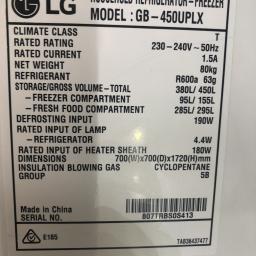 LG HOUSEHOLD REFRIGERATOR-FREEZER
MODEL : GB-450UPLX
CLIMATE CLASS T
RATED RATING 230-240V~ 50Hz
RATED CURRENT 1.5A
NET WEIGHT 80kg
REFRIGERANT R600a 63g
STORAGE/GROSS VOLUME-TOTAL 380L/ 450L
- FREEZER COMPARTMENT 95L/ 155L
- FRESH FOOD COMPARTMENT 285L/ 295L
DEFROSTING INPUT 190W
RATED INPUT OF LAMP
- REFRIGERATOR 4.4W
RATED INPUT OF HEATER SHEATH 180W
DIMENSIONS 700(W)x700(D)x1720(H)mm
INSULATION BLOWING GAS CYCLOPENTANE
GROUP 5B
Made in China
SERIAL NO. 807TRBS0S413
E185
TAB38437477